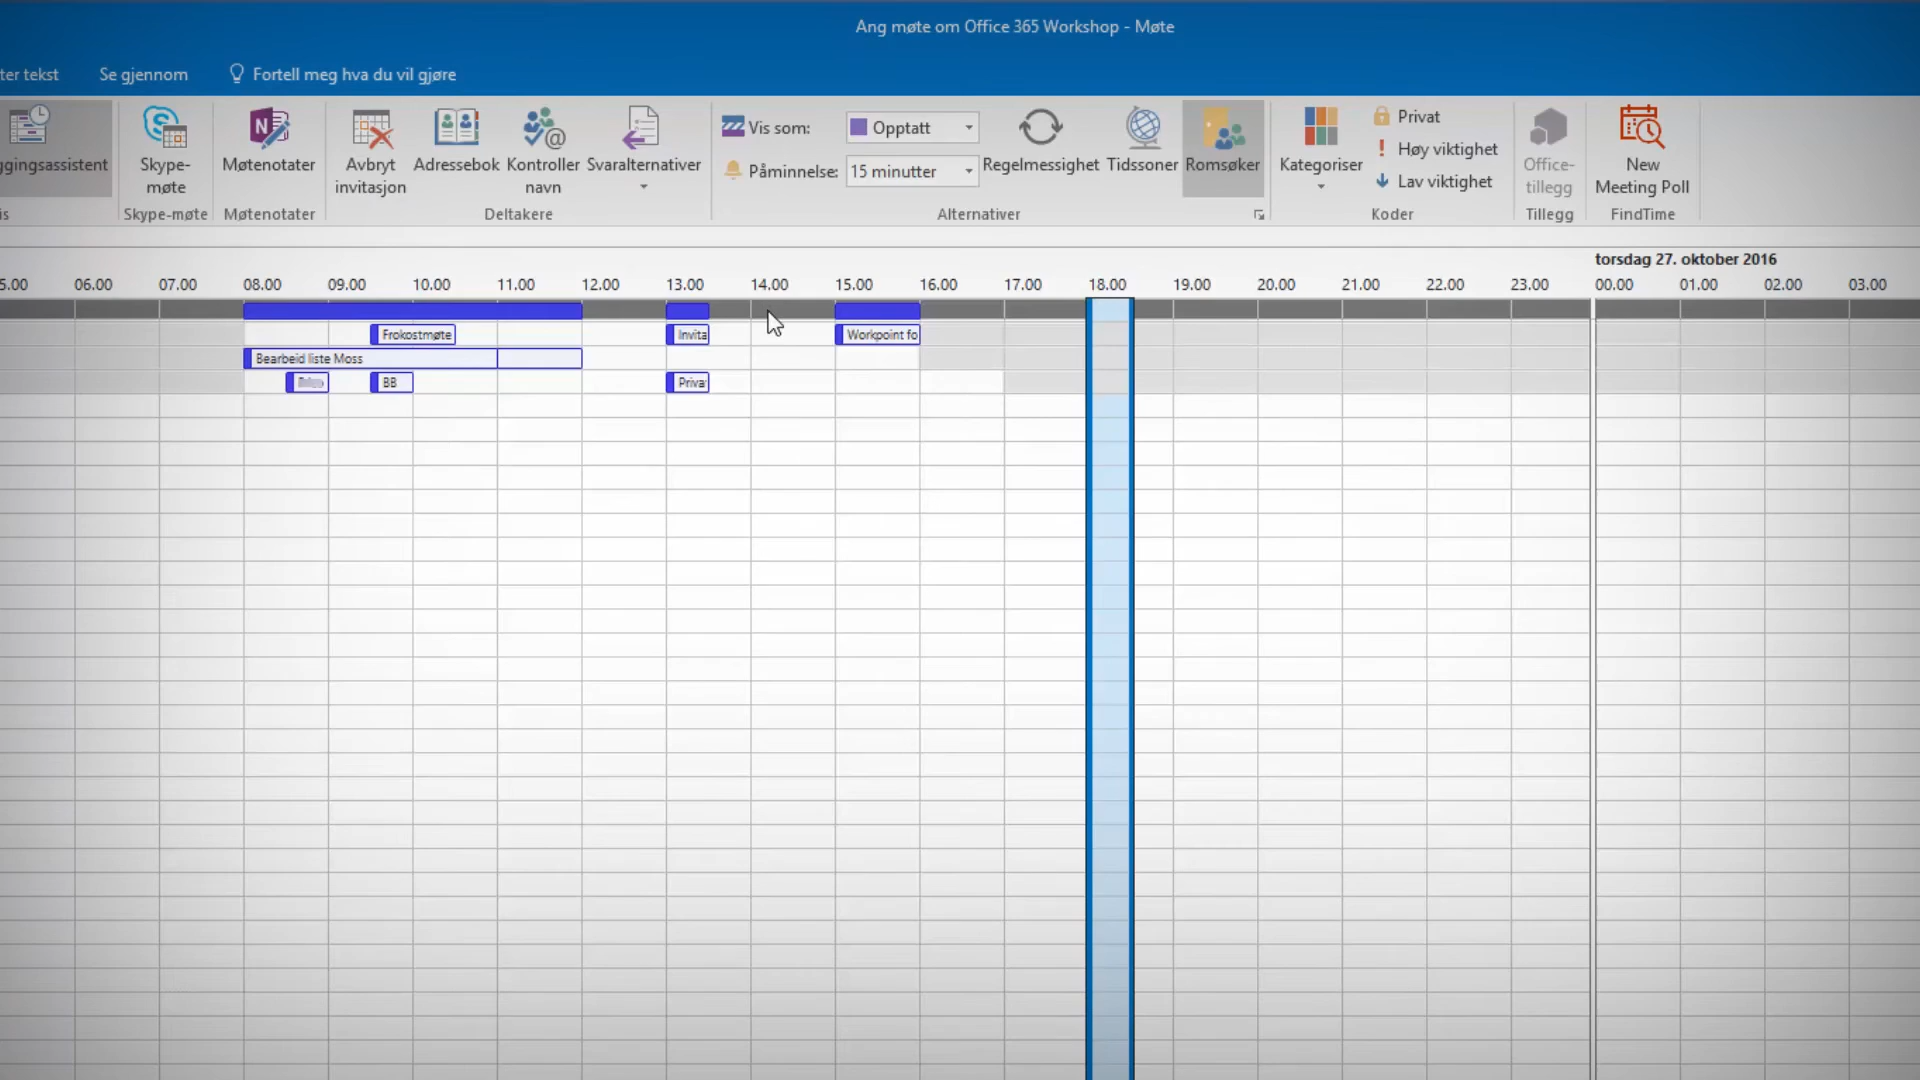 Ang møte om Office 365 Workshop - Møte
ter tekst Se gjennom Fortell meg hva du vil gjøre
ggingsassistent
Skype-
møte
Møtenotater
Avbryt
invitasjon
Adressebok
Kontroller
navn
Svaralternativer
Vis som: Opptatt
Påminnelse: 15 minutter
Regelmessighet
Tidssoner
Romsøker
Kategoriser
Privat
Høy viktighet
Lav viktighet
Office-
tillegg
New
Meeting Poll
is Skype-møte Møtenotater Deltakere Alternativer Koder Tillegg FindTime
torsdag 27. oktober 2016
5.00 06.00 07.00 08.00 09.00 10.00 11.00 12.00 13.00 14.00 15.00 16.00 17.00 18.00 19.00 20.00 21.00 22.00 23.00 00.00 01.00 02.00 03.00
Frokostmøte Invita Workpoint fo
Bearbeid liste Moss
BB Priva